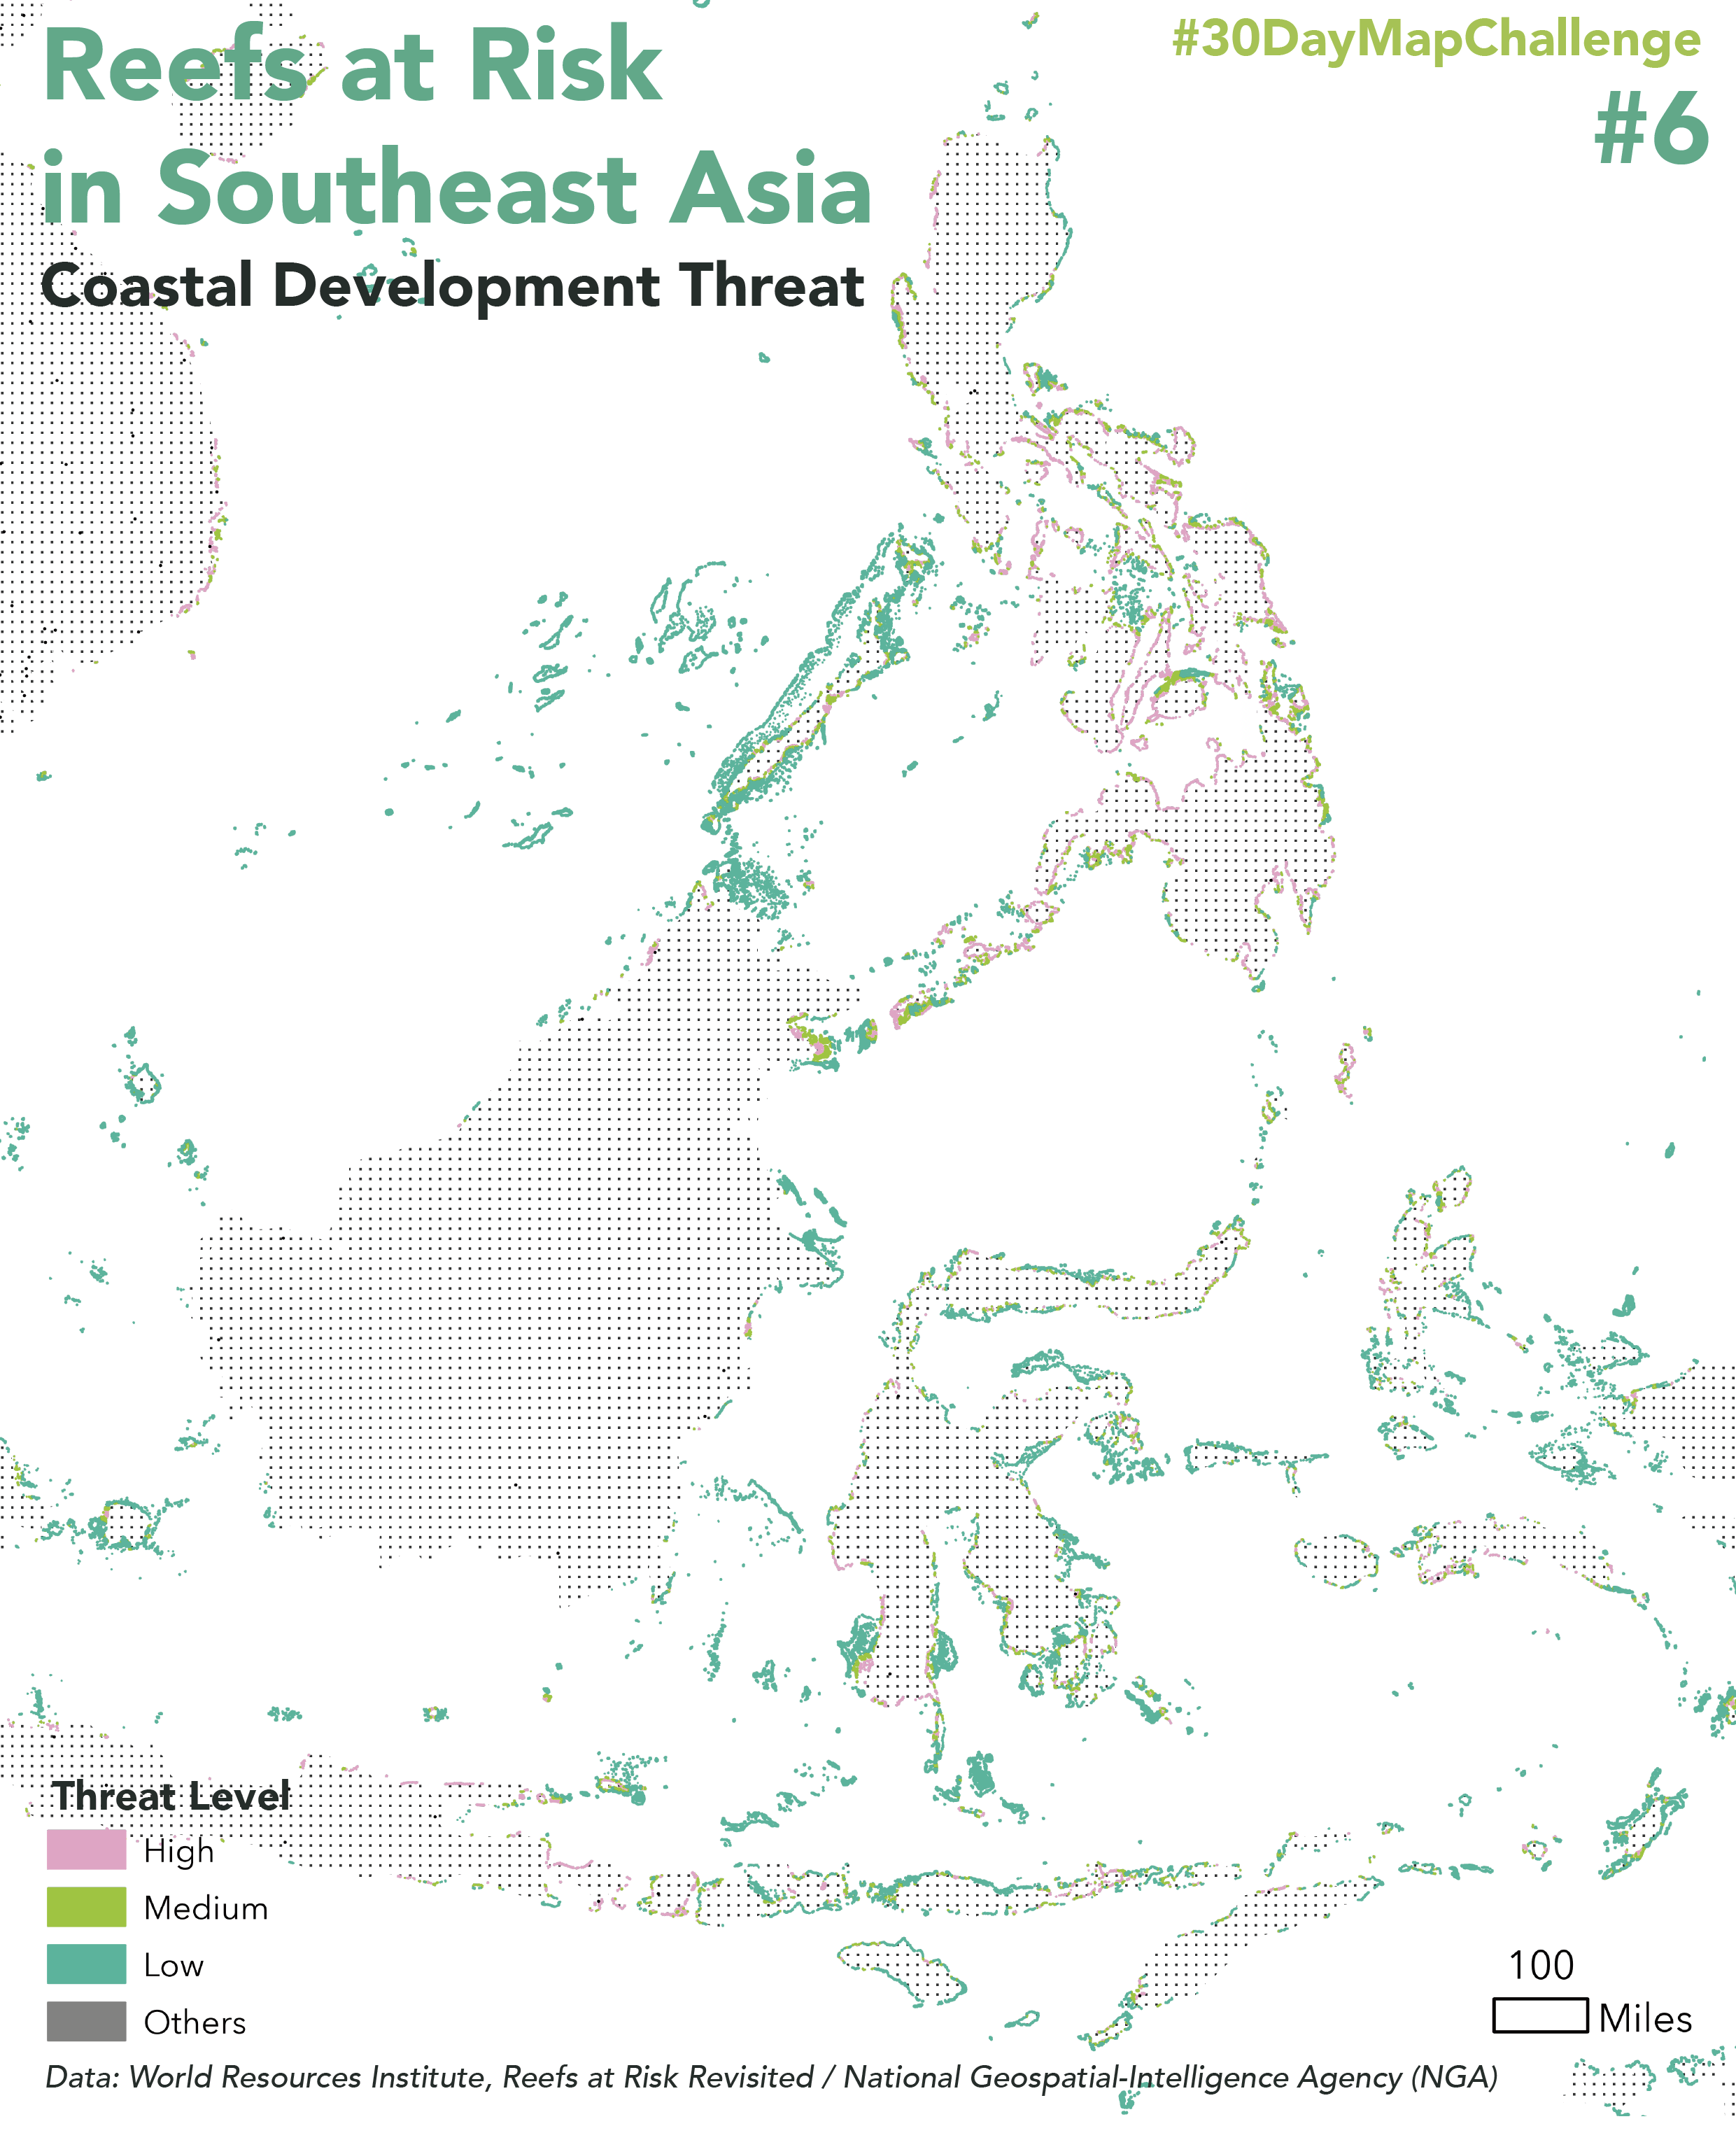 Reefs at Risk
in Southeast Asia
Coastal Development Threat
#30DayMapChallenge
#6
Threat Level
High
Medium
Low
Others
100
Miles
Data: World Resources Institute, Reefs at Risk Revisited / National Geospatial-Intelligence Agency (NGA)